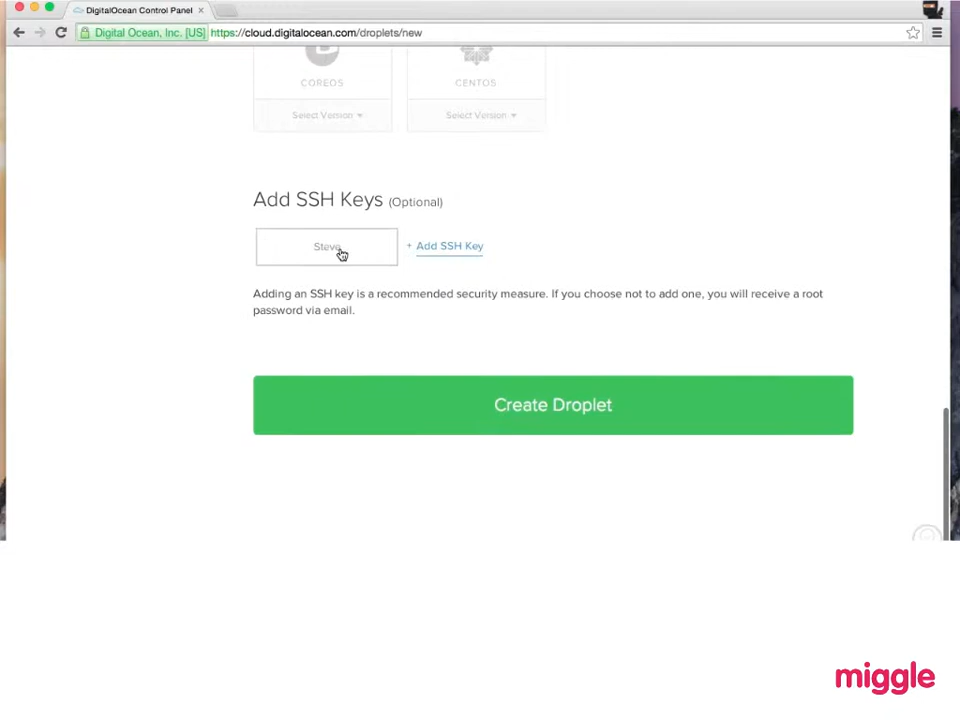 DigitalOcean Control Panel
Digital Ocean, Inc. [US] https://cloud.digitalocean.com/droplets/new
COREOS CENTOS
Select Version Select Version
Add SSH Keys (Optional)
Steve + Add SSH Key
Adding an SSH key is a recommended security measure. If you choose not to add one, you will receive a root
password via email.
Create Droplet
miggle